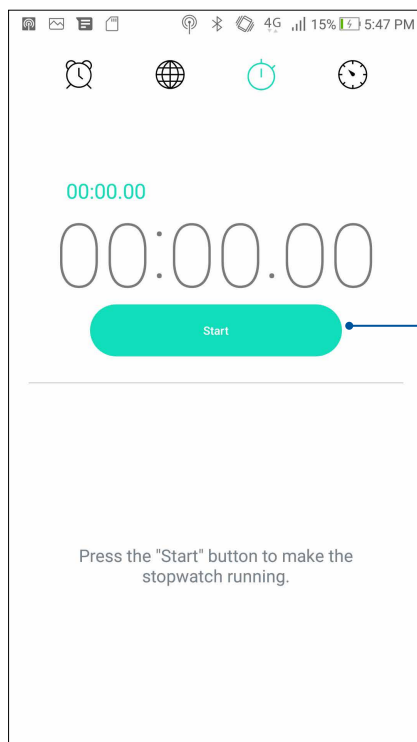 4G 15% 5:47 PM
00:00.00
00:00.00
Start
Press the "Start" button to make the
stopwatch running.